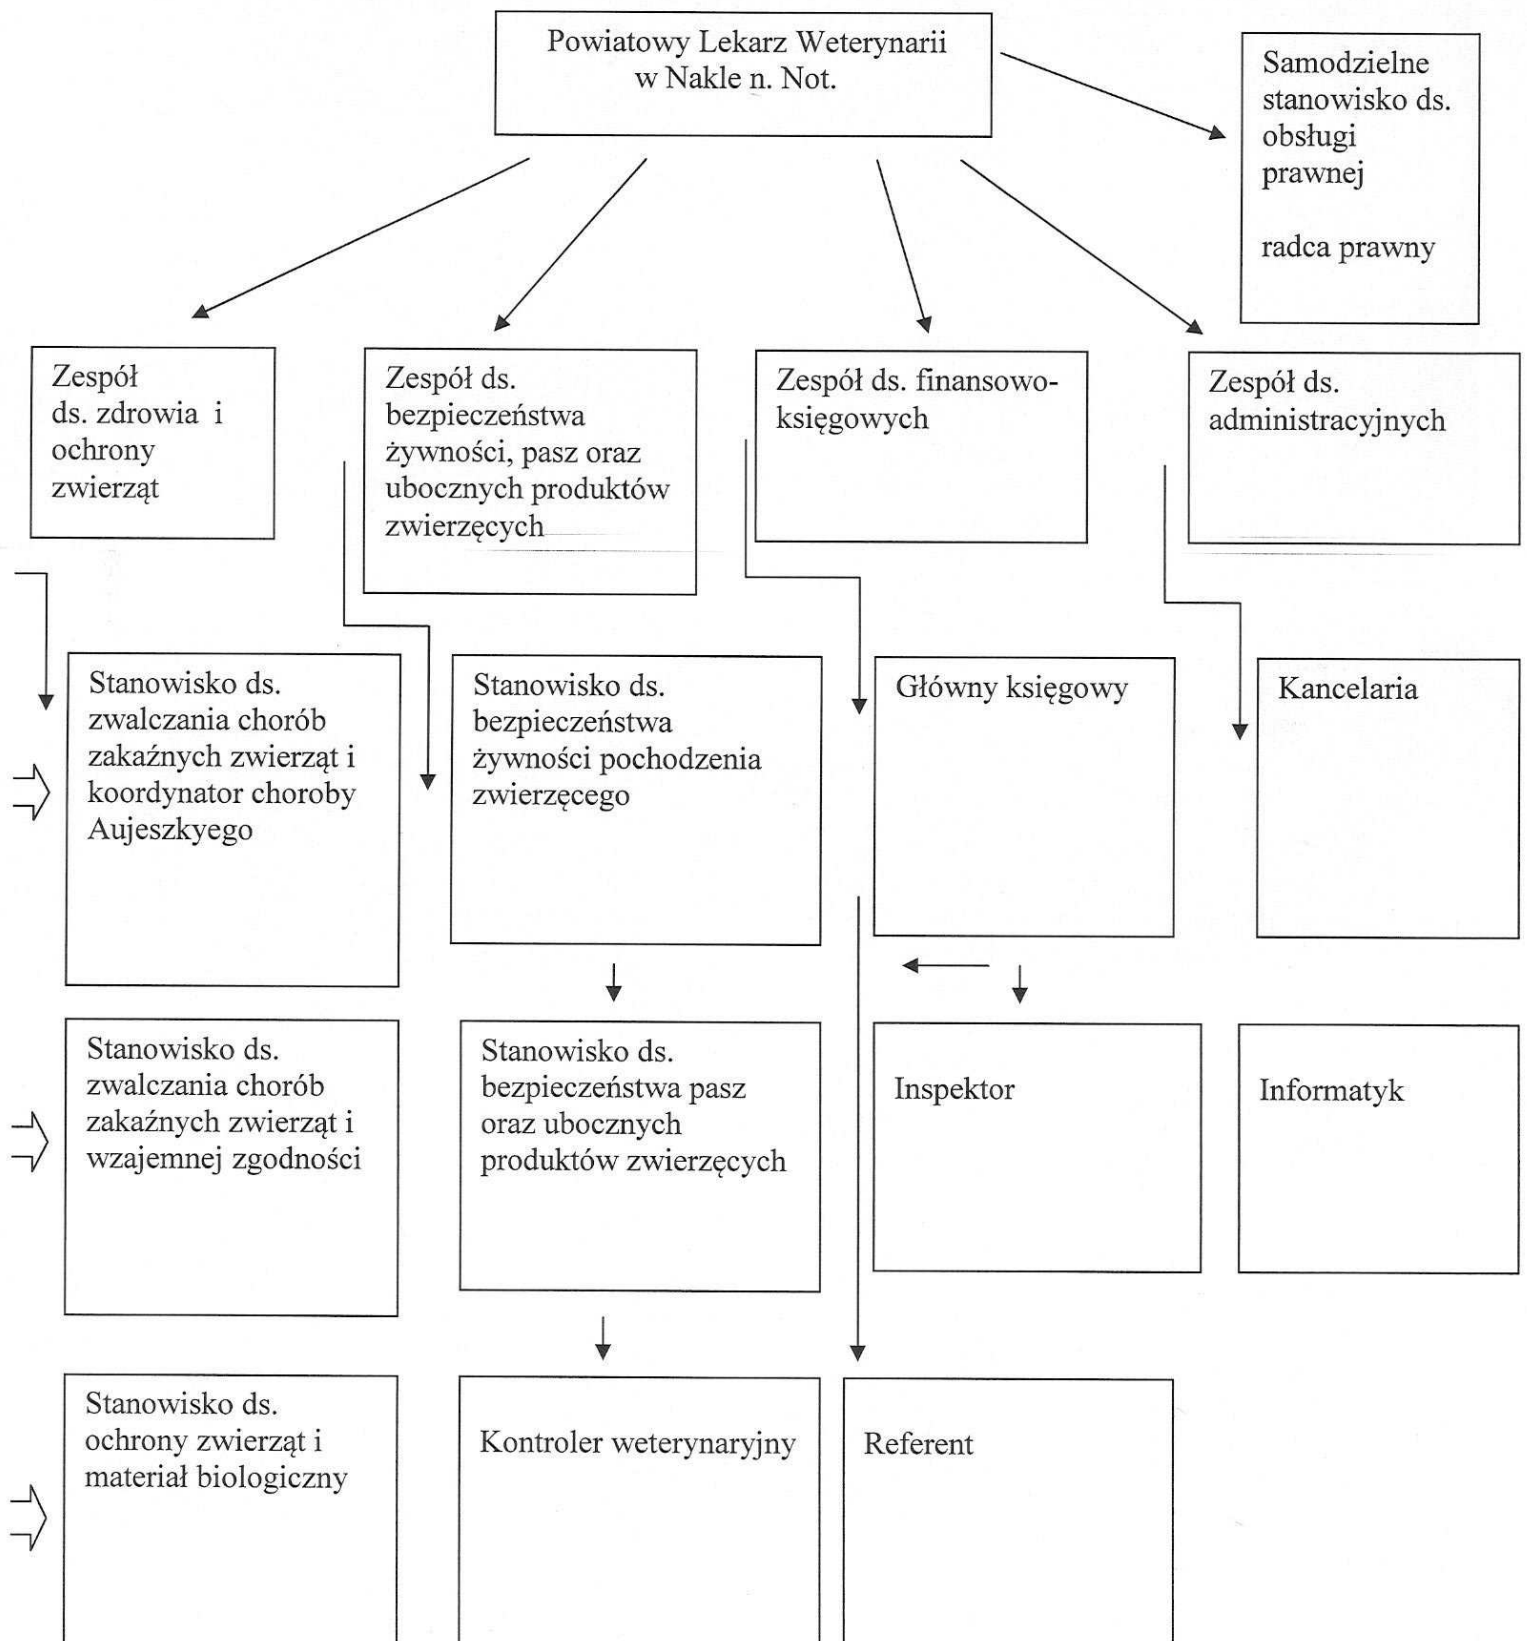 Powiatowy Lekarz Weterynarii
w Nakle n. Not.
Samodzielne
stanowisko ds.
obsługi
prawnej
radca prawny
Zespół
ds. zdrowia i
ochrony
zwierząt
Zespół ds.
bezpieczeństwa
żywności, pasz oraz
ubocznych produktów
zwierzęcych
Zespół ds. finansowo-
księgowych
Zespół ds.
administracyjnych
Stanowisko ds.
zwalczania chorób
zakaźnych zwierząt i
koordynator choroby
Aujeszkyego
Stanowisko ds.
bezpieczeństwa
żywności pochodzenia
zwierzęcego
Główny księgowy
Kancelaria
Stanowisko ds.
zwalczania chorób
zakaźnych zwierząt i
wzajemnej zgodności
Stanowisko ds.
bezpieczeństwa pasz
oraz ubocznych
produktów zwierzęcych
Inspektor
Informatyk
Stanowisko ds.
ochrony zwierząt i
materiał biologiczny
Kontroler weterynaryjny
Referent